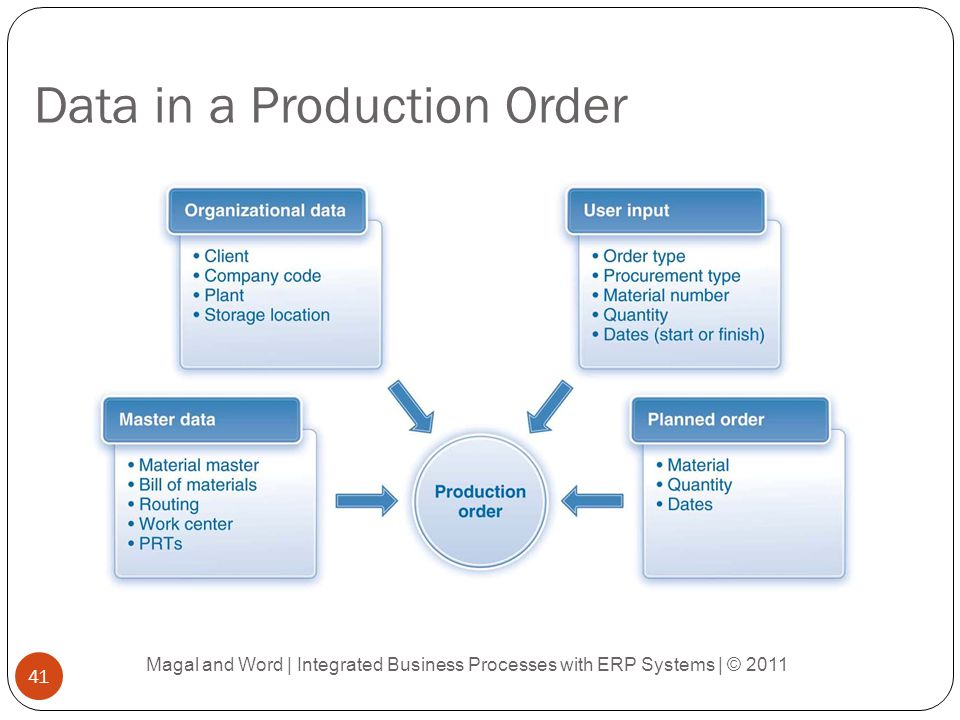 Data in a Production Order
Organizational data
• Client
• Company code
• Plant
• Storage location
User input
• Order type
• Procurement type
• Material number
• Quantity
• Dates (start or finish)
Master data
• Material master
• Bill of materials
• Routing
• Work center
• PRTs
Production
order
Planned order
• Material
• Quantity
• Dates
Magal and Word | Integrated Business Processes with ERP Systems | © 2011
41